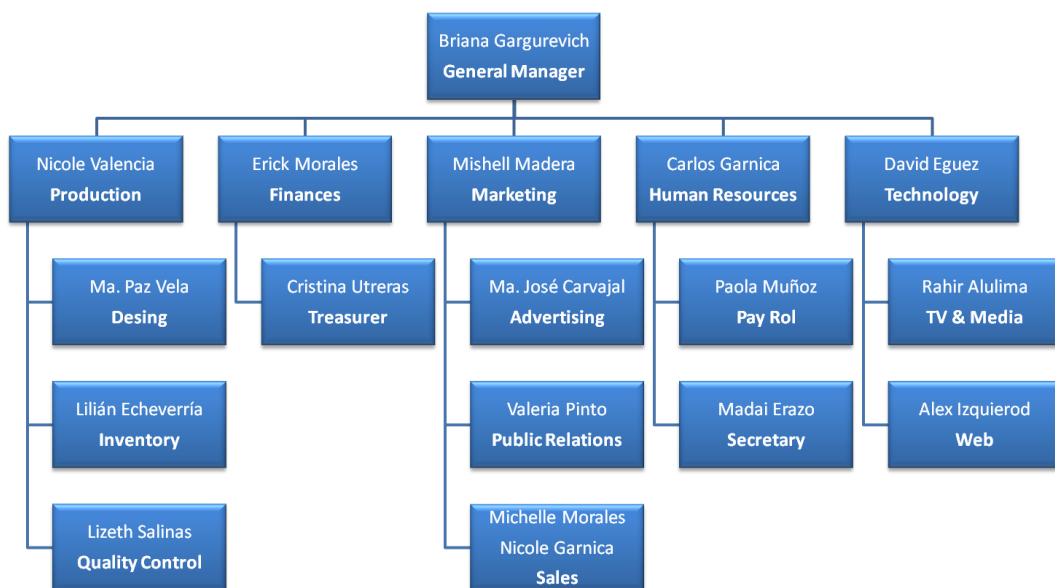 Briana Gargurevich
General Manager
Nicole Valencia
Production
Erick Morales
Finances
Mishell Madera
Marketing
Carlos Garnica
Human Resources
David Eguez
Technology
Ma. Paz Vela
Desing
Cristina Utreras
Treasurer
Ma. José Carvajal
Advertising
Paola Muñoz
Pay Rol
Rahir Alulima
TV & Media
Lilián Echeverría
Inventory
Valeria Pinto
Public Relations
Madai Erazo
Secretary
Alex Izquierod
Web
Lizeth Salinas
Quality Control
Michelle Morales
Nicole Garnica
Sales